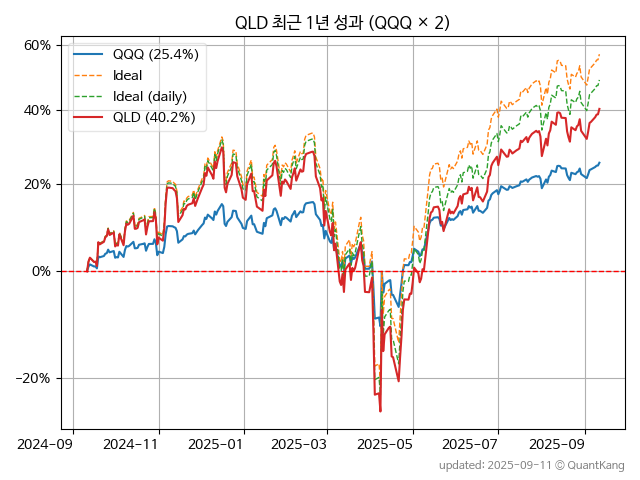 QLD 최근 1년 성과 (QQQ × 2)
60%
40%
20%
0%
−20%
QQQ (25.4%)
Ideal
Ideal (daily)
QLD (40.2%)
2024-09
2024-11
2025-01
2025-03
2025-05
2025-07
2025-09
updated: 2025-09-11 © QuantKang